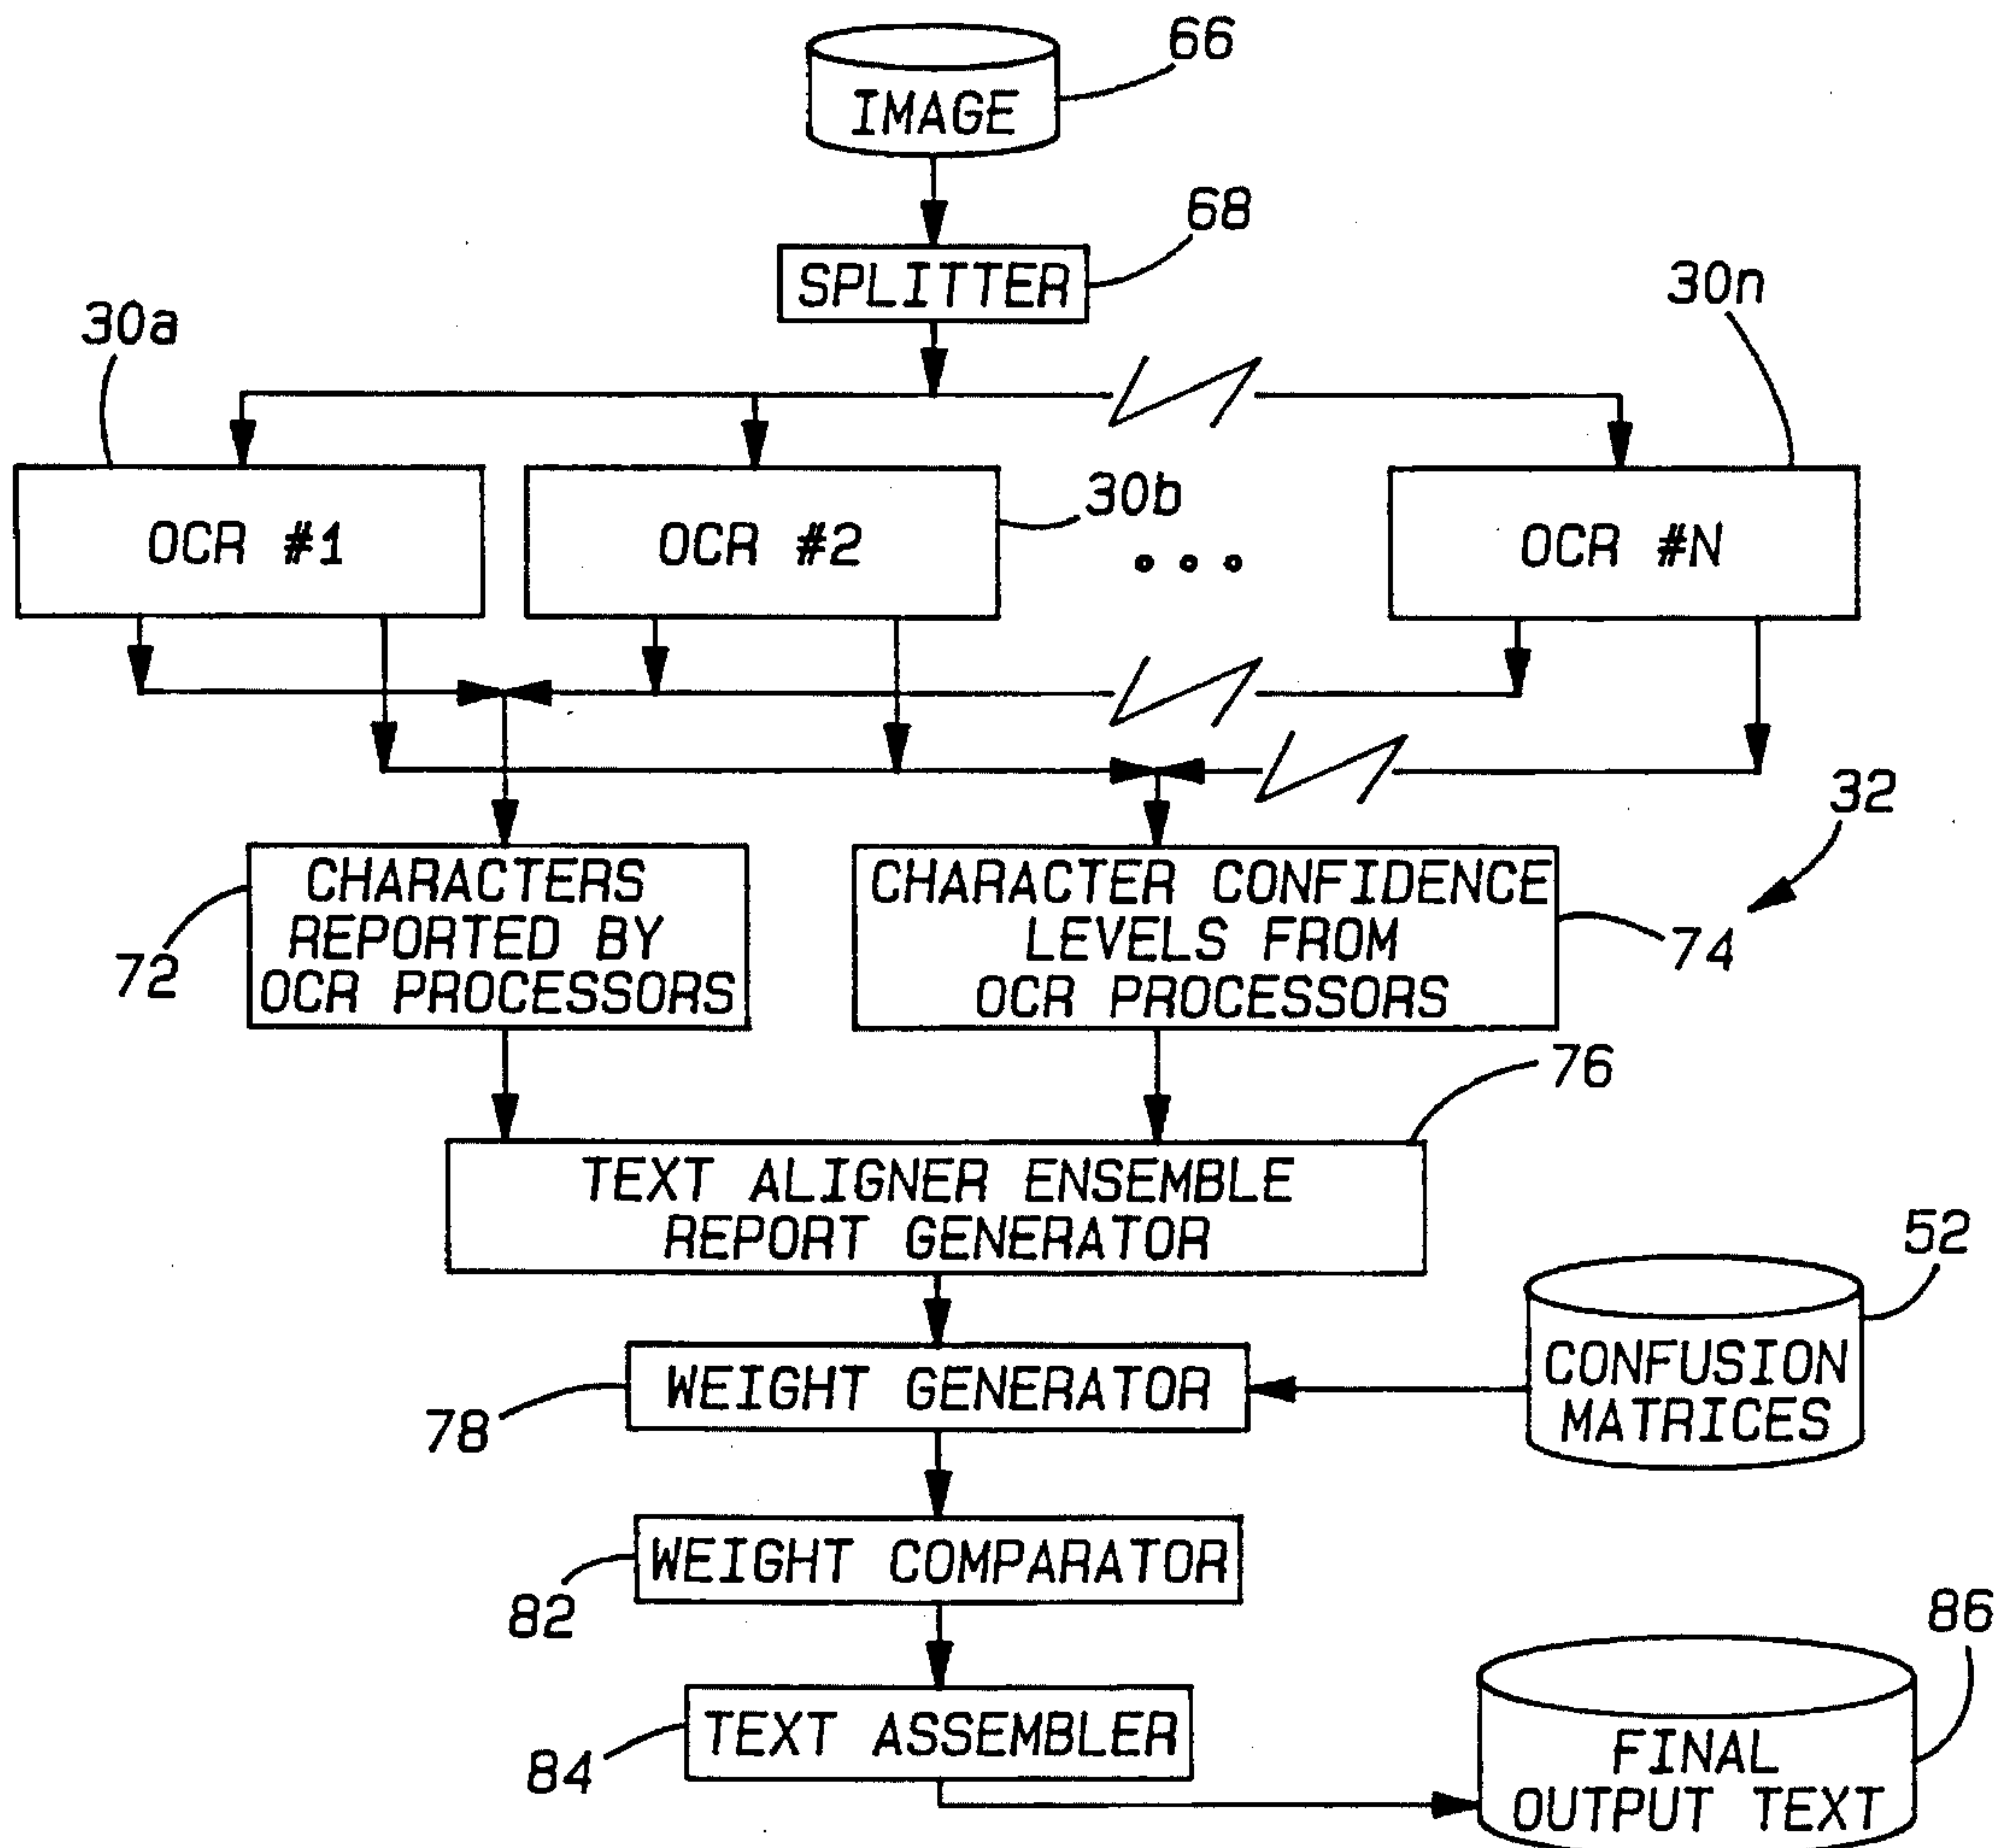 66
IMAGE
68
SPLITTER
30a
30n
OCR #1
OCR #2
30b
OCR #N
32
CHARACTERS
REPORTED BY
OCR PROCESSORS
72
CHARACTER CONFIDENCE
LEVELS FROM
OCR PROCESSORS
74
76
TEXT ALIGNER ENSEMBLE
REPORT GENERATOR
52
CONFUSION
MATRICES
WEIGHT GENERATOR
78
WEIGHT COMPARATOR
82
86
TEXT ASSEMBLER
84
FINAL
OUTPUT TEXT